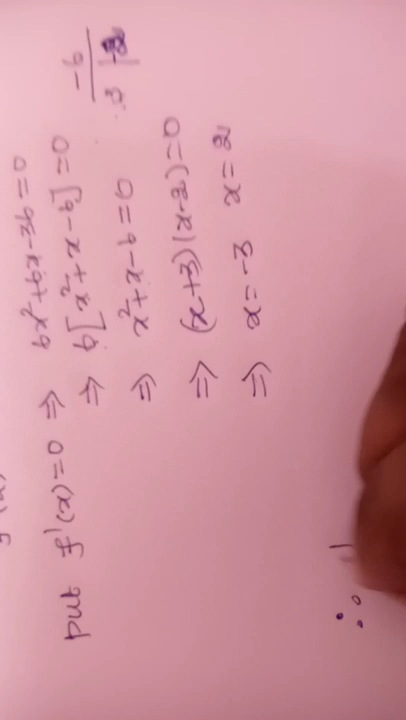 put f'(x)=0 ⇒ 6x²+6x-36=0
⇒ 6[x²+x-6]=0
⇒ x²+x-6=0
⇒ (x+3)(x-2)=0
⇒ x=-3 x=2
-6
3 -2
∴